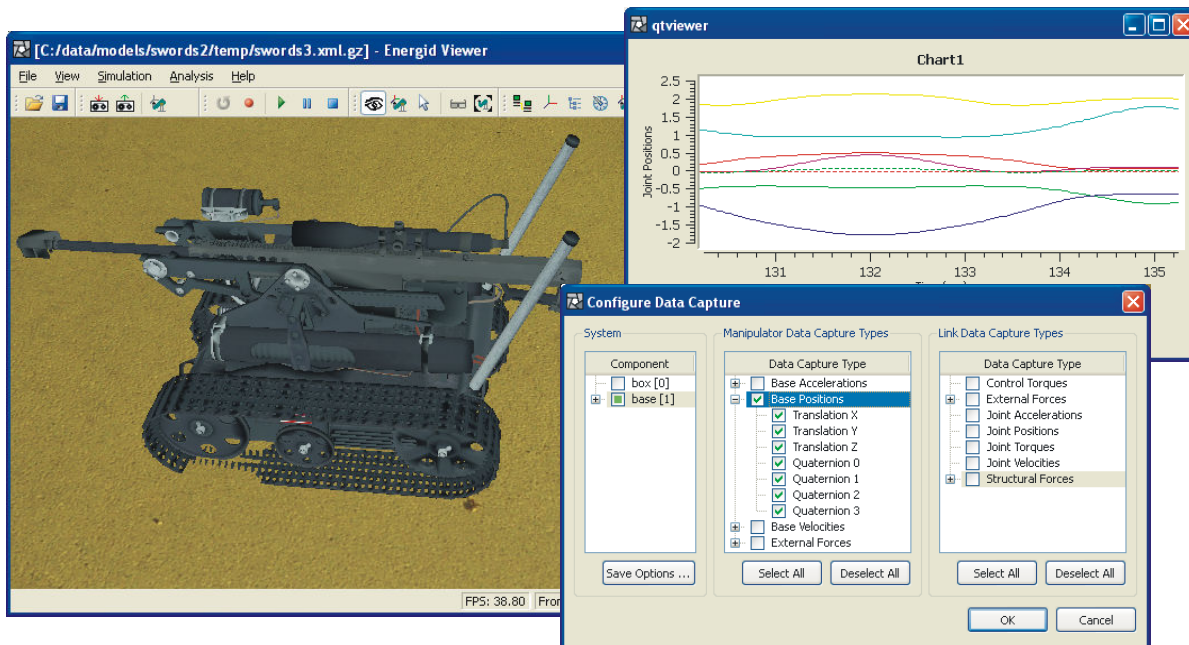 [C:/data/models/swords2/temp/swords3.xml.gz] - Energid Viewer
File View Simulation Analysis Help
FPS: 38.80
qtviewer
Chart1
Joint Positions
2.5
2
1.5
1
0.5
0
-0.5
-1
-1.5
-2
131 132 133 134 135
Configure Data Capture
System
Component
box [0]
base [1]
Save Options ...
Manipulator Data Capture Types
Data Capture Type
Base Accelerations
Base Positions
Translation X
Translation Y
Translation Z
Quaternion 0
Quaternion 1
Quaternion 2
Quaternion 3
Base Velocities
External Forces
Select All Deselect All
Link Data Capture Types
Data Capture Type
Control Torques
External Forces
Joint Accelerations
Joint Positions
Joint Torques
Joint Velocities
Structural Forces
Select All Deselect All
OK Cancel